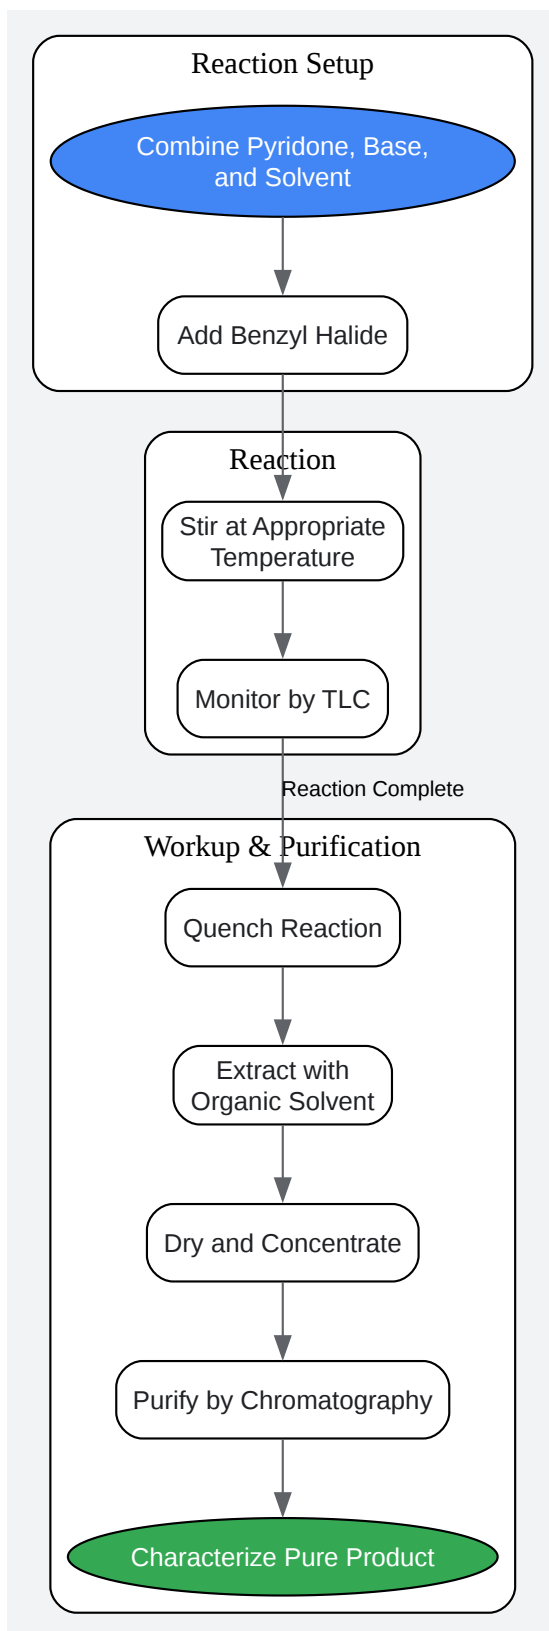 Reaction Setup
Combine Pyridone, Base,
and Solvent
Add Benzyl Halide
Reaction
Stir at Appropriate
Temperature
Monitor by TLC
Reaction Complete
Workup & Purification
Quench Reaction
Extract with
Organic Solvent
Dry and Concentrate
Purify by Chromatography
Characterize Pure Product